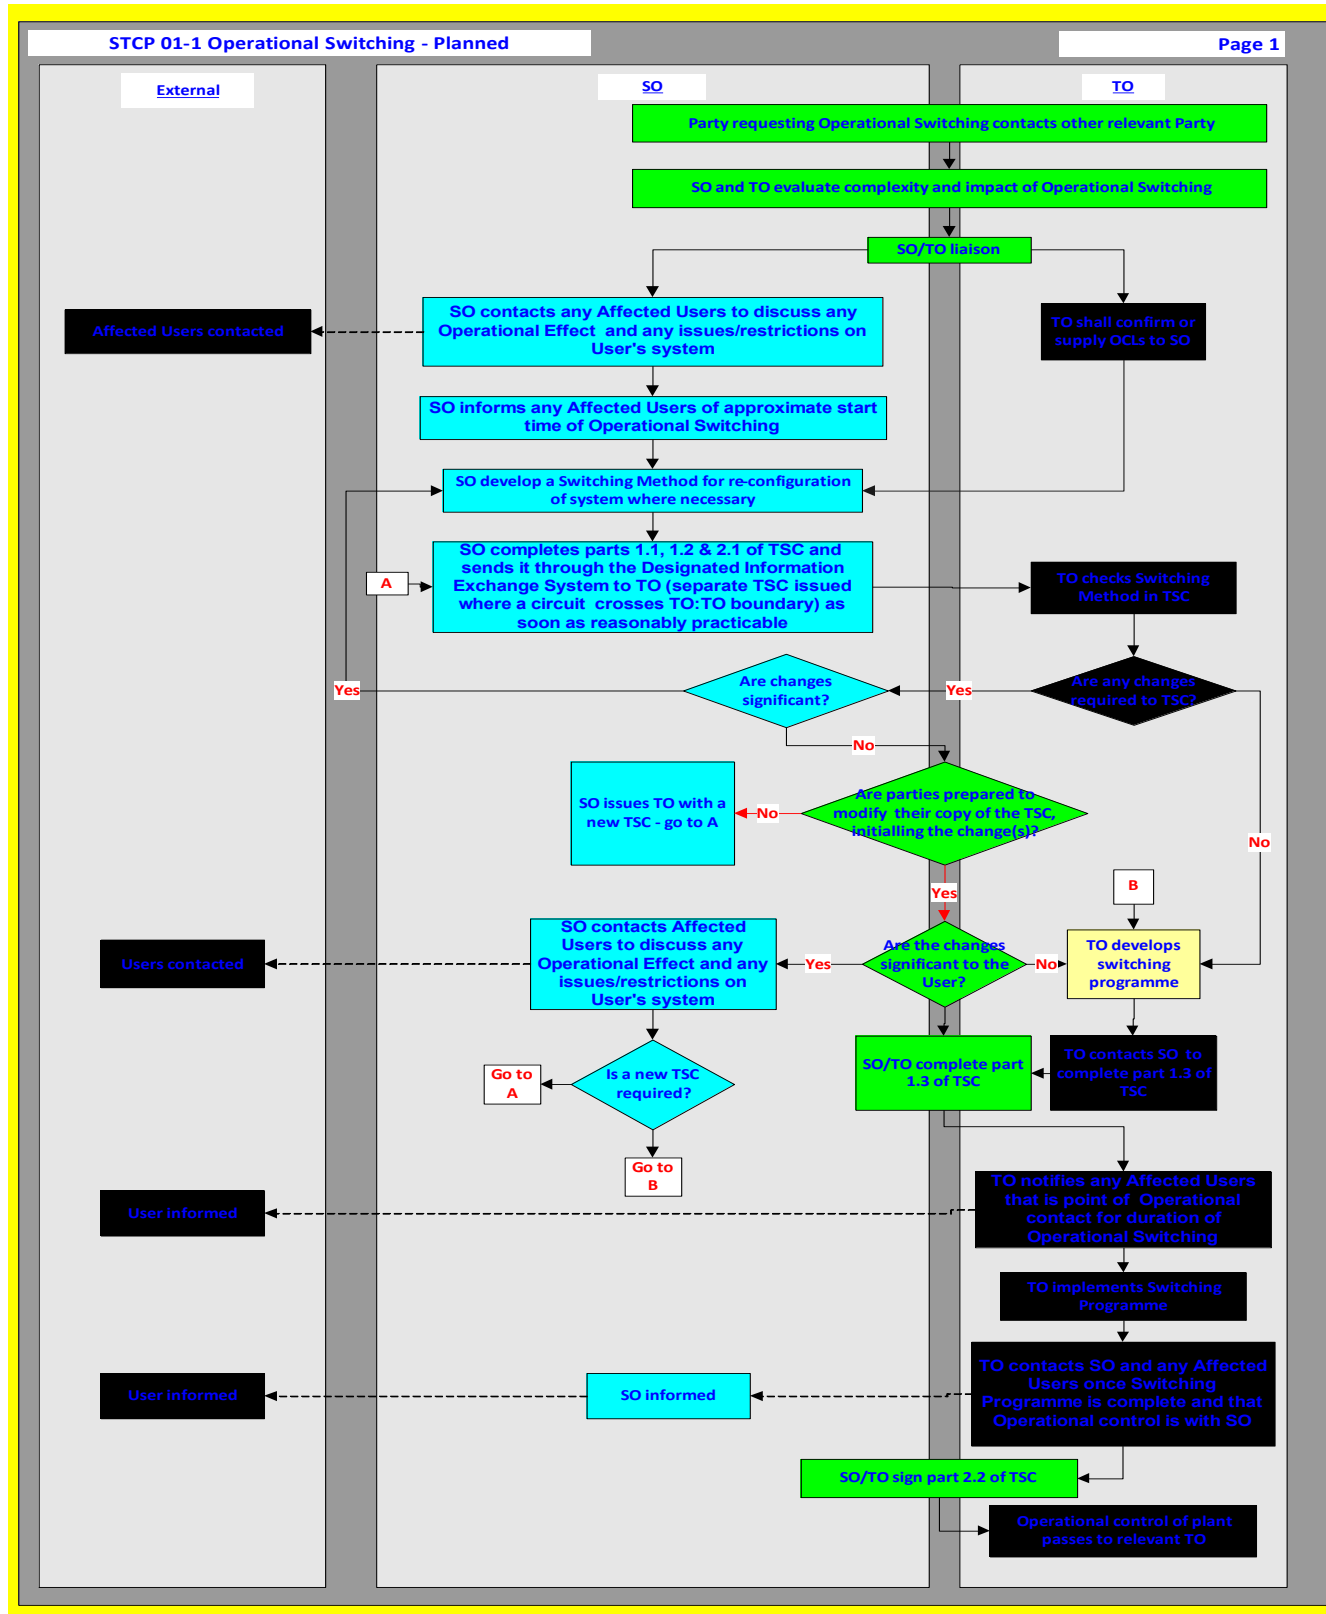 STCP 01-1 Operational Switching - Planned
Page 1
External
SO
TO
Party requesting Operational Switching contacts other relevant Party
SO and TO evaluate complexity and impact of Operational Switching
SO/TO liaison
SO contacts any Affected Users to discuss any
Operational Effect and any issues/restrictions on
User's system
Affected Users contacted
TO shall confirm or
supply OCLs to SO
SO informs any Affected Users of approximate start
time of Operational Switching
SO develop a Switching Method for re-configuration
of system where necessary
SO completes parts 1.1, 1.2 & 2.1 of TSC and
sends it through the Designated Information
Exchange System to TO (separate TSC issued
where a circuit crosses TO:TO boundary) as
soon as reasonably practicable
A
TO checks Switching
Method in TSC
Are changes
significant?
Yes
Yes
Are any changes
required to TSC?
No
SO issues TO with a
new TSC - go to A
No
Are parties prepared to
modify their copy of the TSC,
initialling the change(s)?
No
Yes
B
Users contacted
SO contacts Affected
Users to discuss any
Operational Effect and any
issues/restrictions on
User's system
Yes
Are the changes
significant to the
User?
No
TO develops
switching
programme
Go to
A
Is a new TSC
required?
SO/TO complete part
1.3 of TSC
TO contacts SO to
complete part 1.3 of
TSC
Go to
B
User informed
TO notifies any Affected Users
that is point of Operational
contact for duration of
Operational Switching
TO implements Switching
Programme
User informed
SO informed
TO contacts SO and any Affected
Users once Switching
Programme is complete and that
Operational control is with SO
SO/TO sign part 2.2 of TSC
Operational control of plant
passes to relevant TO